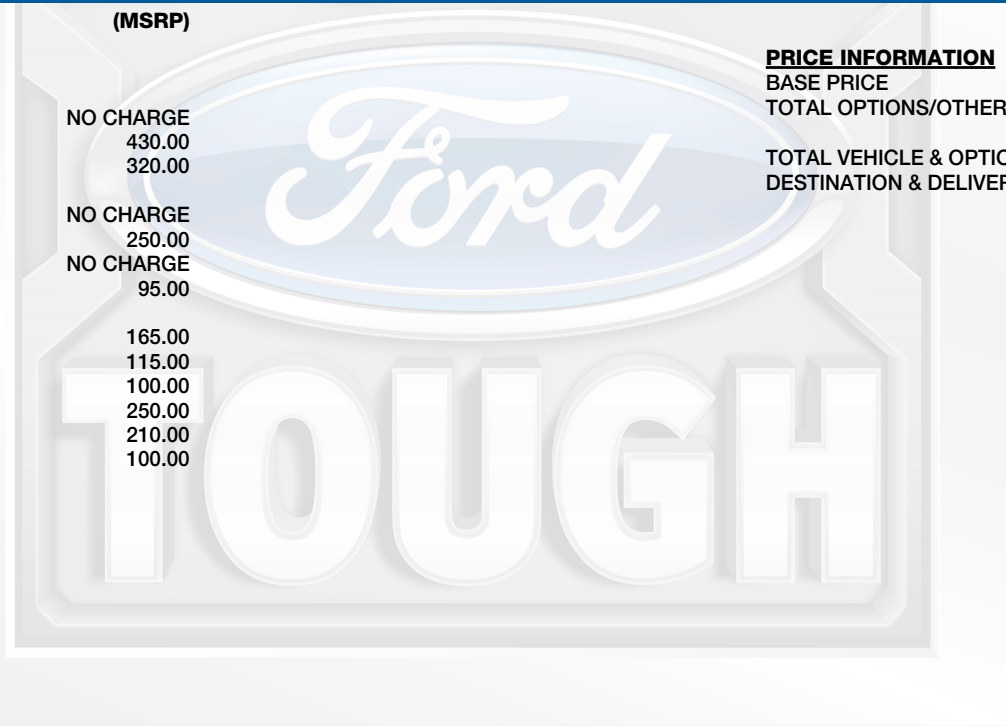 (MSRP)
NO CHARGE
430.00
320.00
NO CHARGE
250.00
NO CHARGE
95.00
165.00
115.00
100.00
250.00
210.00
100.00
PRICE INFORMATION
BASE PRICE
TOTAL OPTIONS/OTHER
TOTAL VEHICLE & OPTIO
DESTINATION & DELIVER
Ford
TOUGH